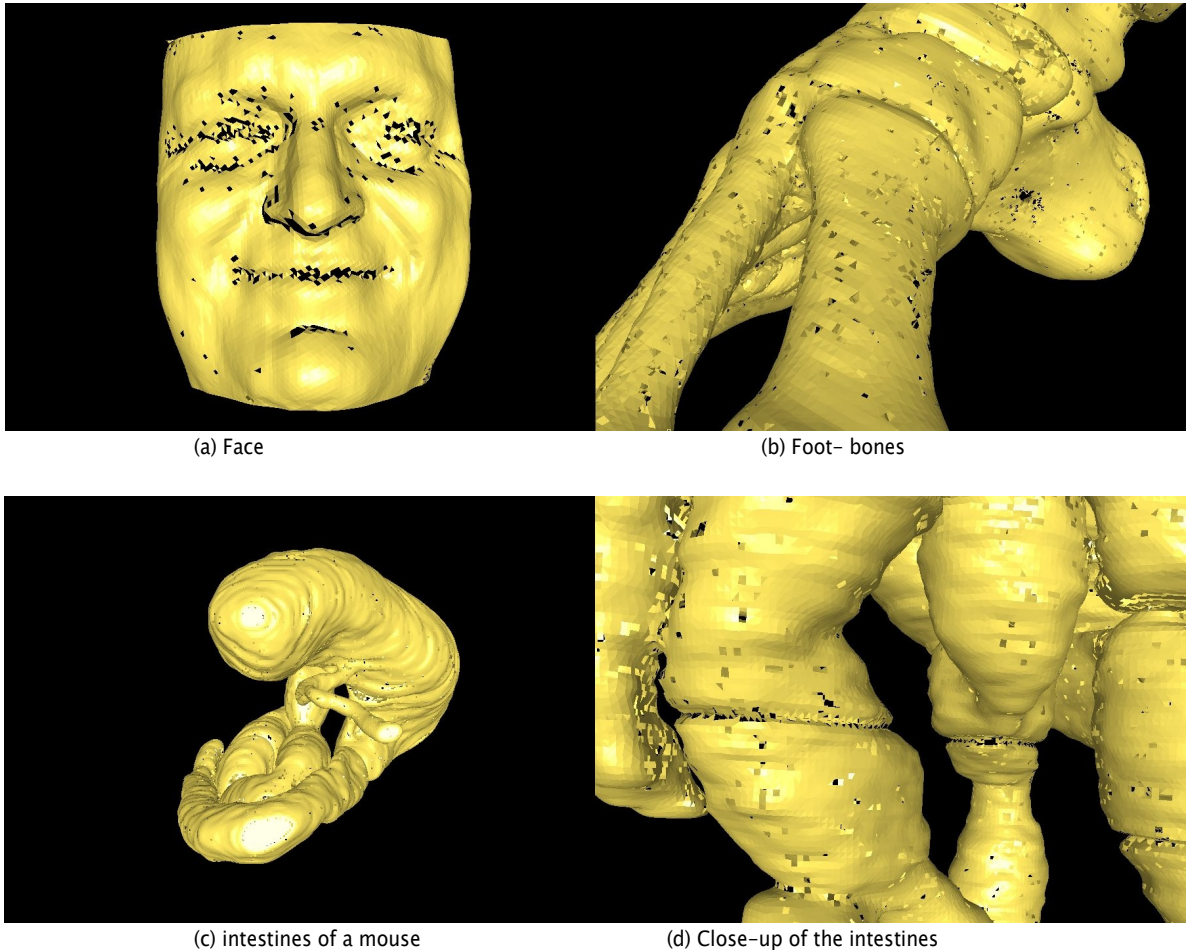 (a) Face
(b) Foot- bones
(c) intestines of a mouse
(d) Close-up of the intestines